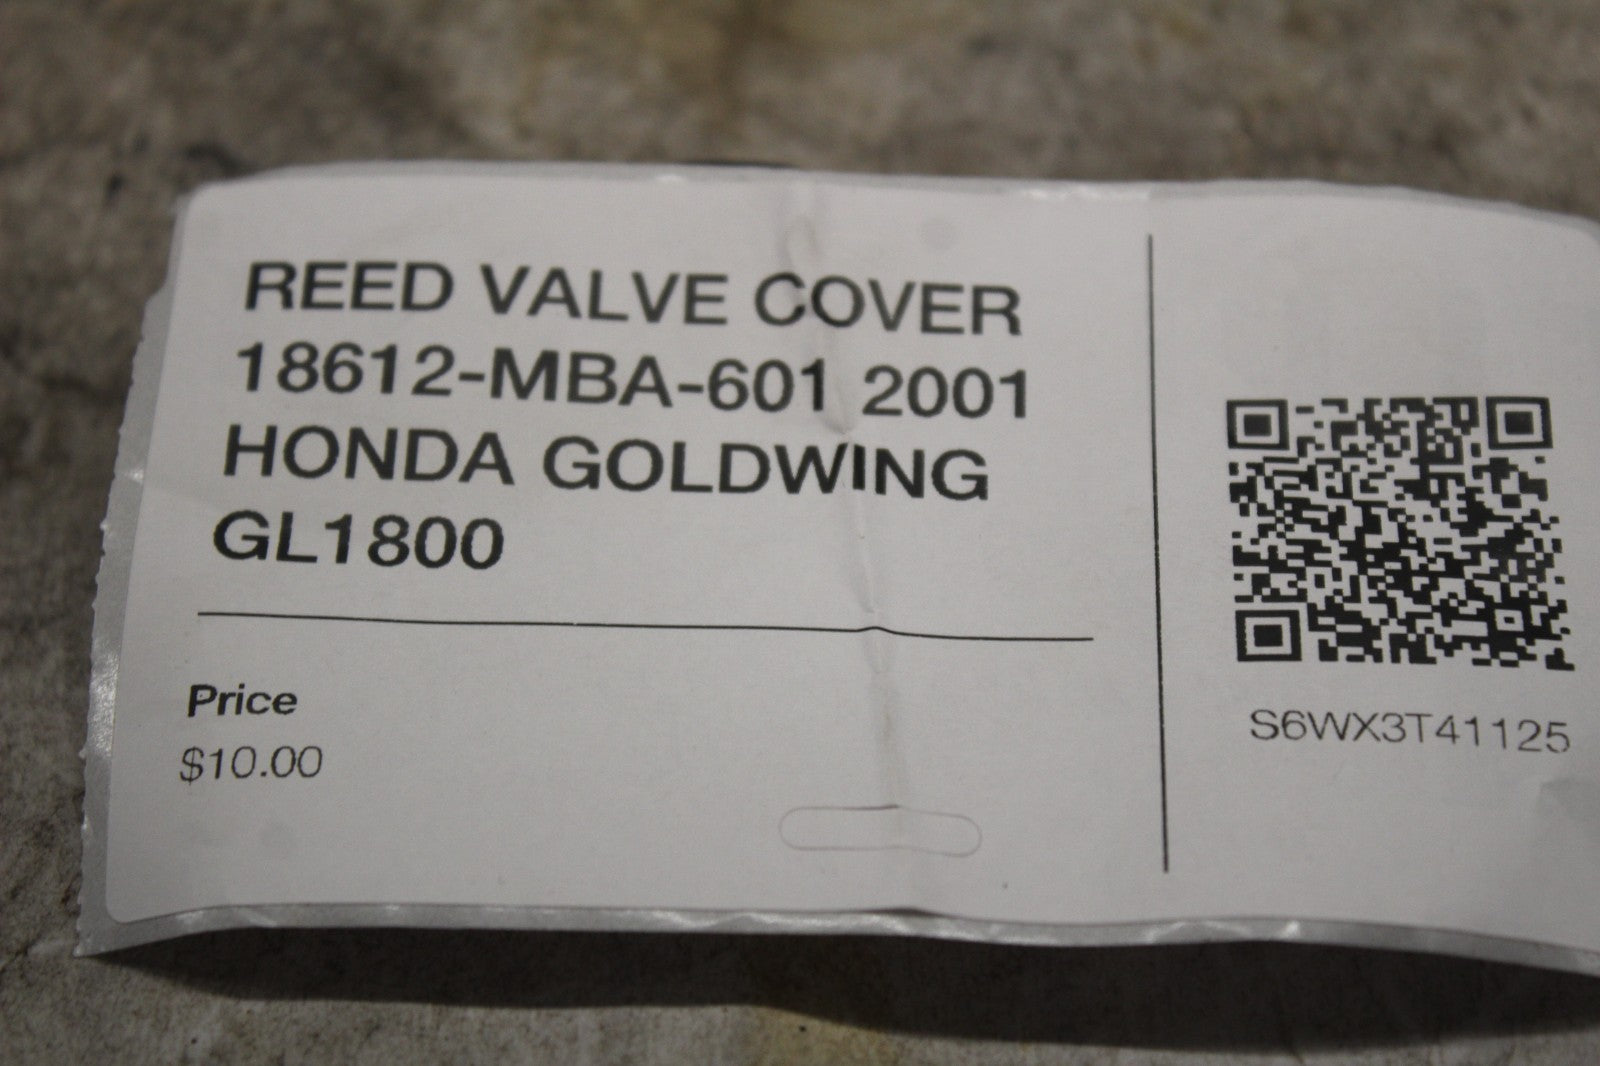 REED VALVE COVER
18612-MBA-601 2001
HONDA GOLDWING
GL1800
Price
$10.00
S6WX3T41125